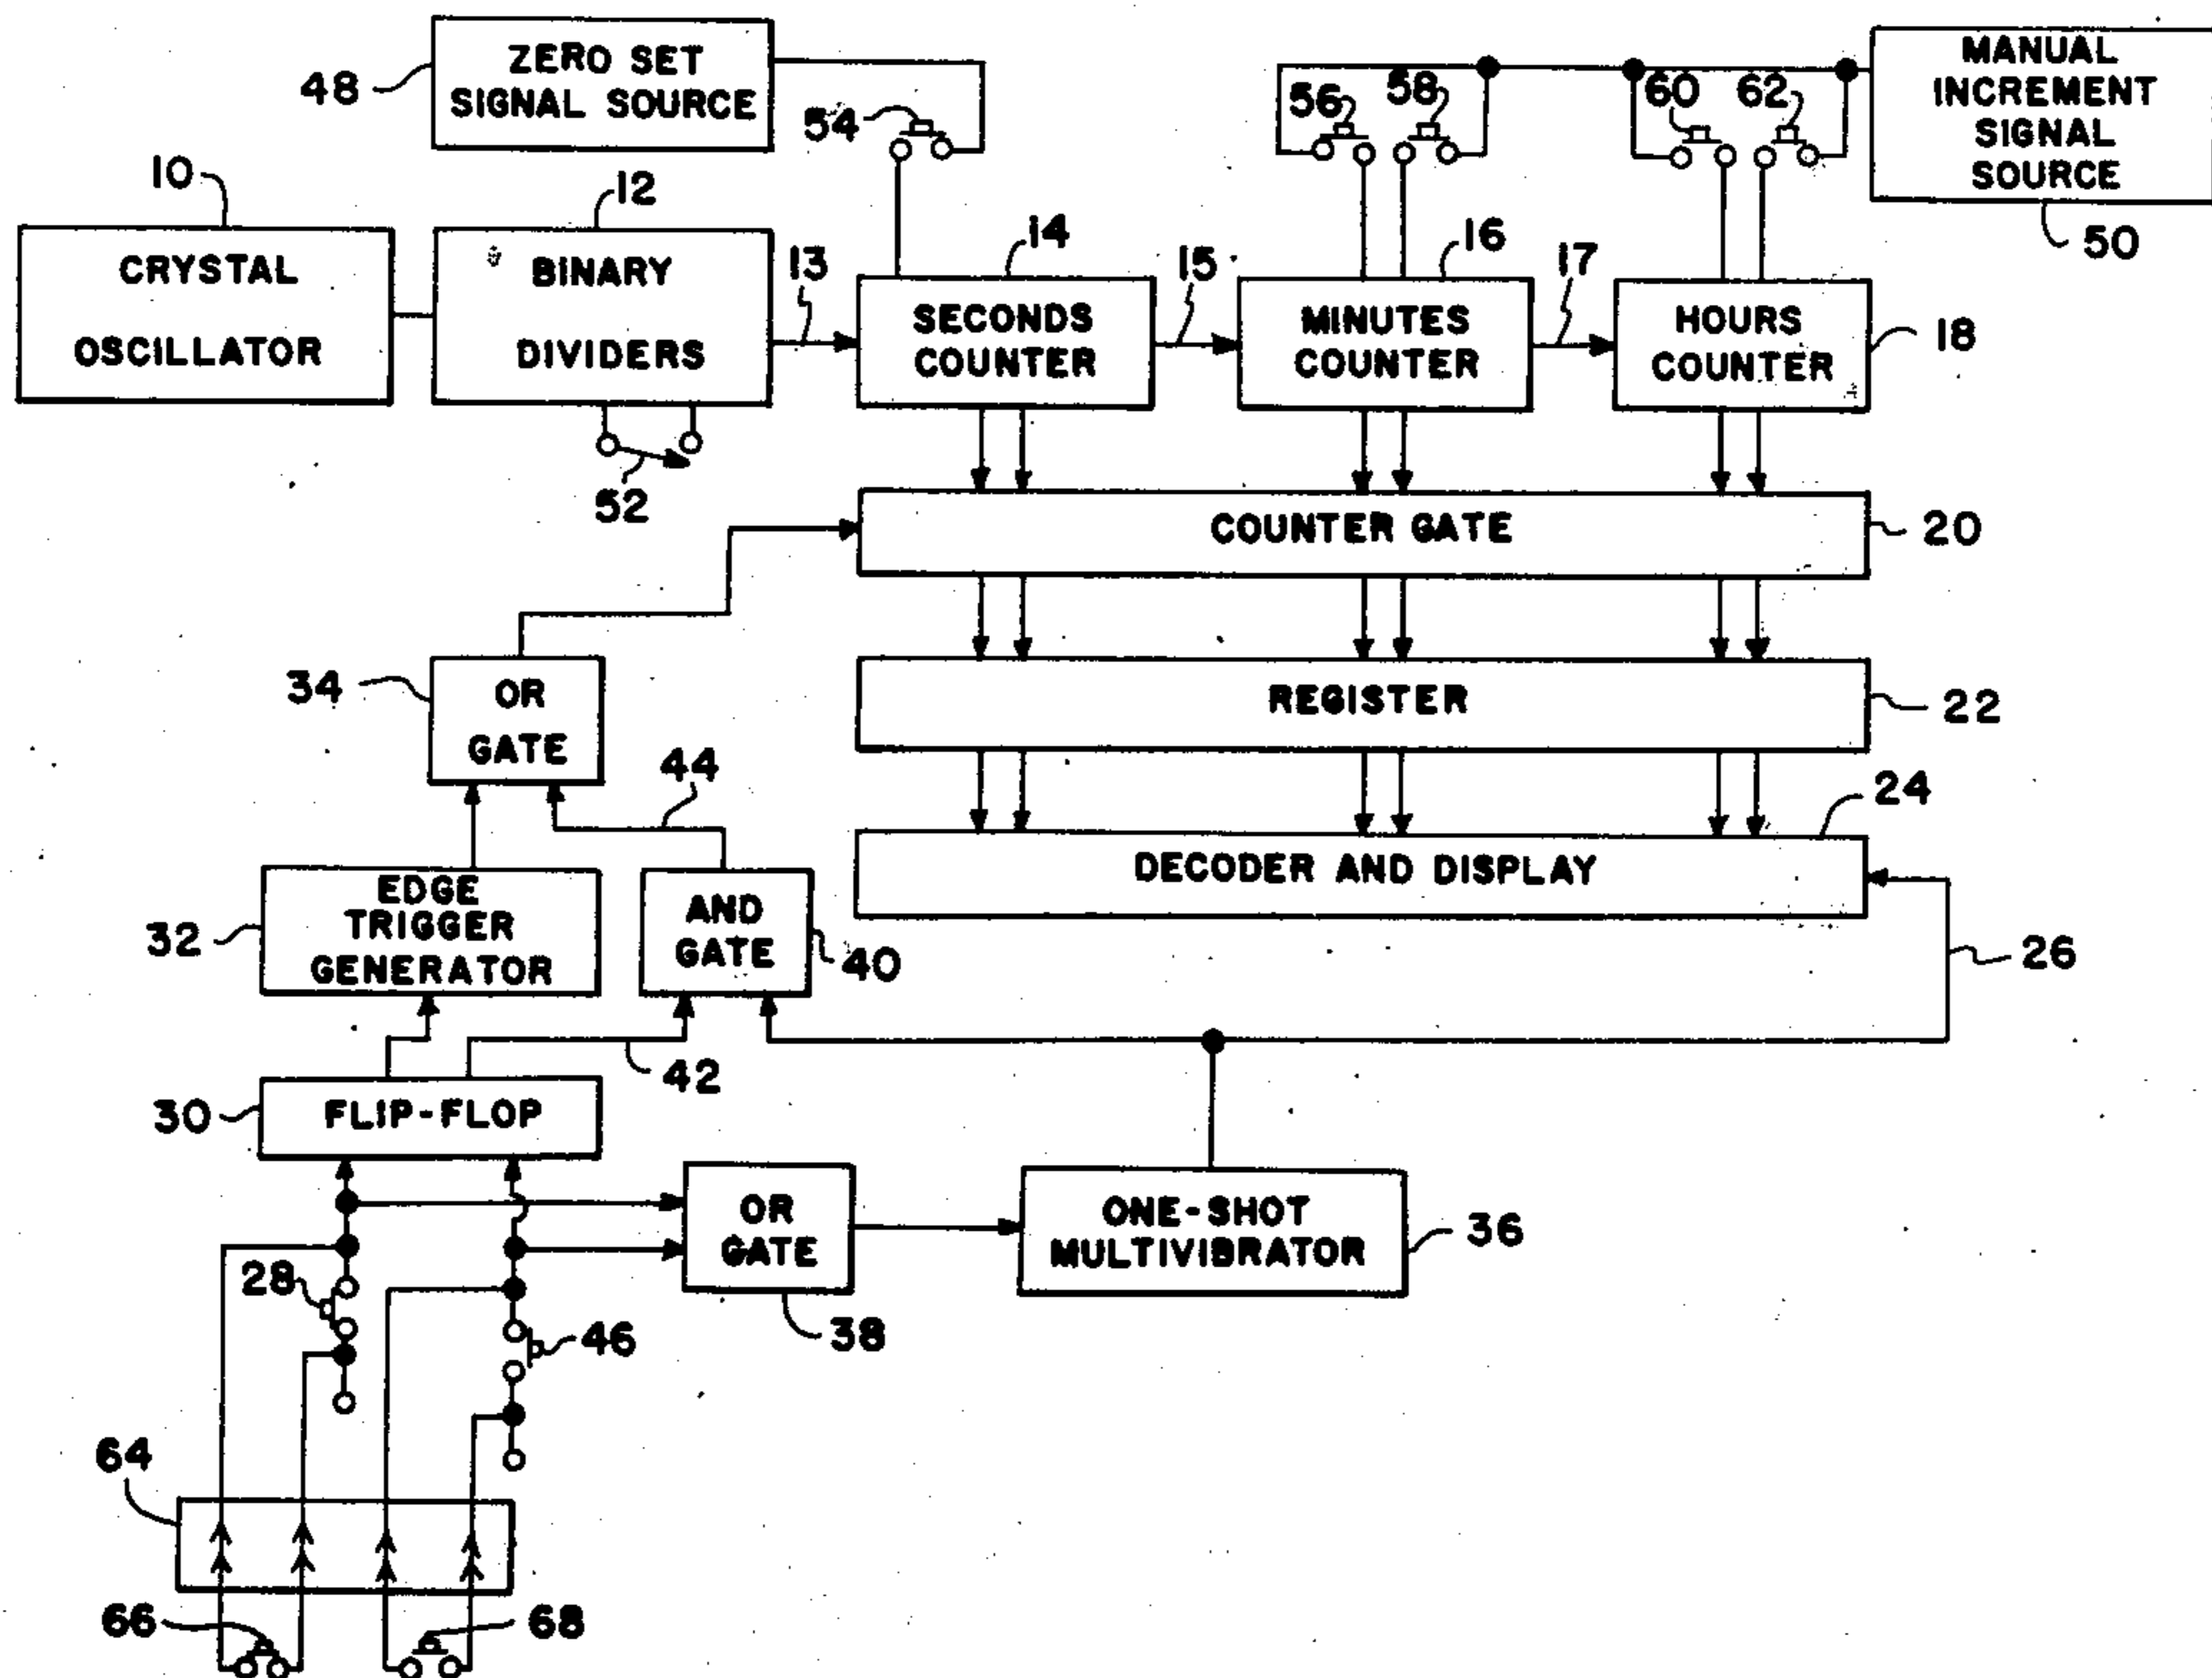 ZERO SET
SIGNAL SOURCE
48
54
56
58
60
62
MANUAL
INCREMENT
SIGNAL
SOURCE
50
10
12
CRYSTAL
OSCILLATOR
BINARY
DIVIDERS
13
14
SECONDS
COUNTER
15
16
MINUTES
COUNTER
17
HOURS
COUNTER
18
52
COUNTER GATE
20
34
OR
GATE
REGISTER
22
44
24
DECODER AND DISPLAY
32
EDGE
TRIGGER
GENERATOR
AND
GATE
40
26
42
30
FLIP-FLOP
OR
GATE
38
ONE-SHOT
MULTIVIBRATOR
36
28
46
64
66
68